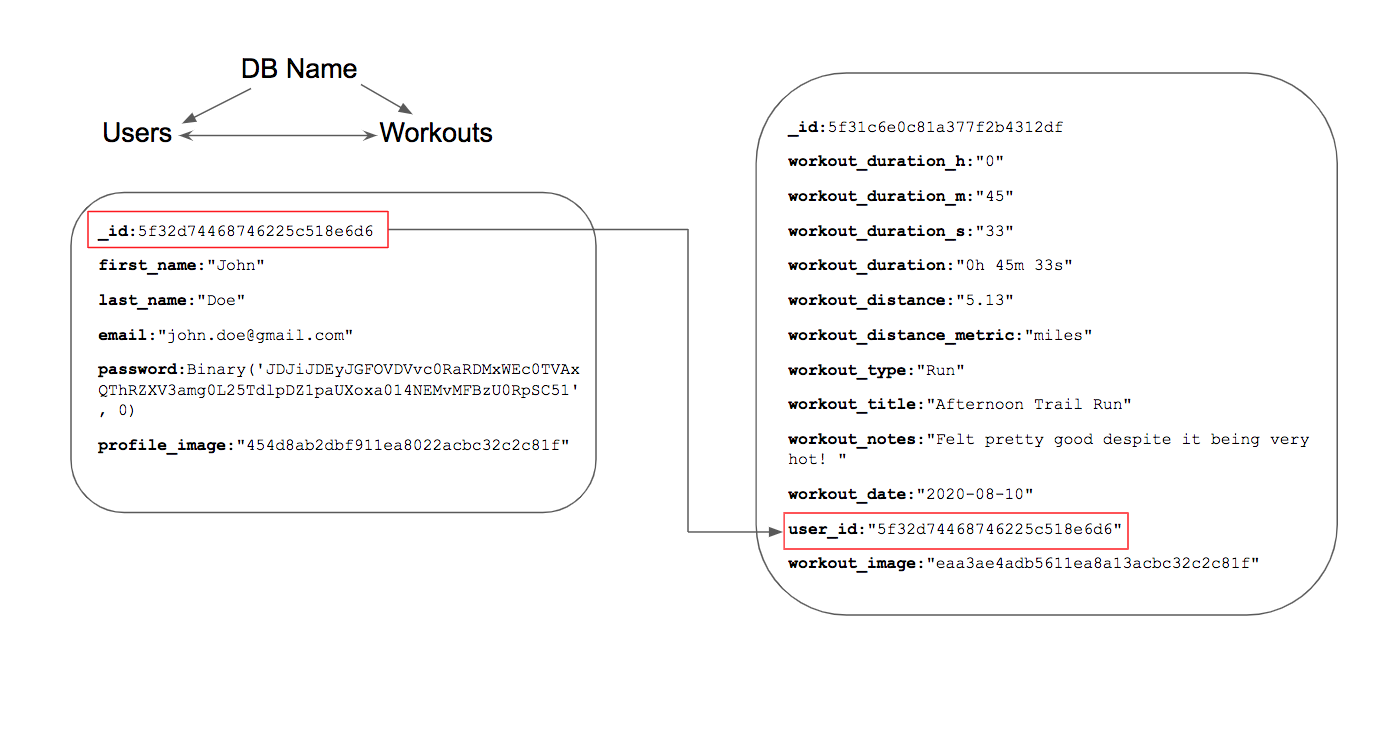 DB Name
Users
Workouts
_id:5f32d74468746225c518e6d6
first_name:"John"
last_name:"Doe"
email:"john.doe@gmail.com"
password:Binary('JDJiJDEyJGFOVDVvc0RaRDMxWEc0TVAx
QThRZXV3amg0L25TdlpDZlpaUXoxa0l4NEMvMFBzU0RpSC51'
, 0)
profile_image:"454d8ab2dbf911ea8022acbc32c2c81f"
_id:5f31c6e0c81a377f2b4312df
workout_duration_h:"0"
workout_duration_m:"45"
workout_duration_s:"33"
workout_duration:"0h 45m 33s"
workout_distance:"5.13"
workout_distance_metric:"miles"
workout_type:"Run"
workout_title:"Afternoon Trail Run"
workout_notes:"Felt pretty good despite it being very
hot! "
workout_date:"2020-08-10"
user_id:"5f32d74468746225c518e6d6"
workout_image:"eaa3ae4adb5611ea8a13acbc32c2c81f"